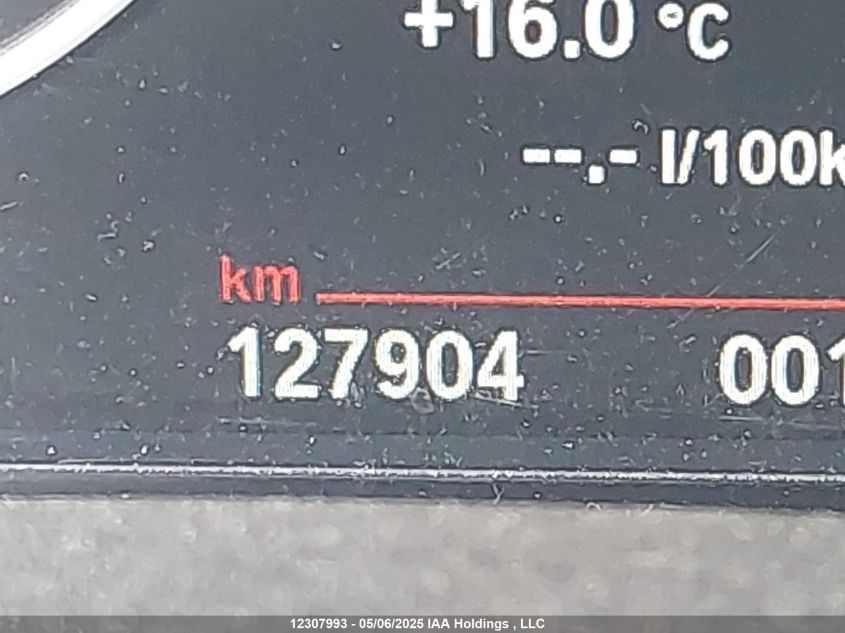 +16.0 °C
--.- l/100k
km
127904 001
12307993 - 05/06/2025 IAA Holdings , LLC